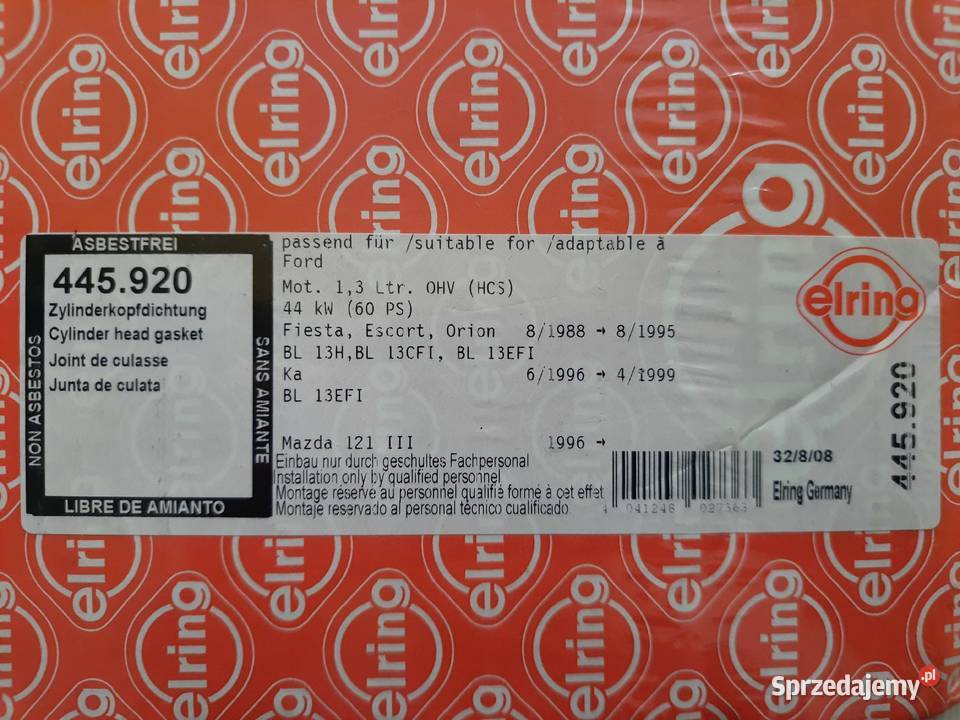 ASBESTFREI
445.920
Zylinderkopfdichtung
Cylinder head gasket
Joint de culasse
Junta de culata
NON ASBESTOS
SANS AMIANTE
LIBRE DE AMIANTO
passend für /suitable for /adaptable à
Ford
Mot. 1,3 Ltr. OHV (HCS)
44 kW (60 PS)
Fiesta, Escort, Orion 8/1988 → 8/1995
BL 13H,BL 13CFI, BL 13EFI
Ka 6/1996 → 4/1999
BL 13EFI
Mazda 121 III 1996 →
Einbau nur durch geschultes Fachpersonal
Installation only by qualified personnel
Montage réservé au personnel qualifié formé à cet effet
Montaje reservado al personal técnico cualificado
4 041248 027363
32/8/08
Elring Germany
elring
445.920
Sprzedajemy.pl